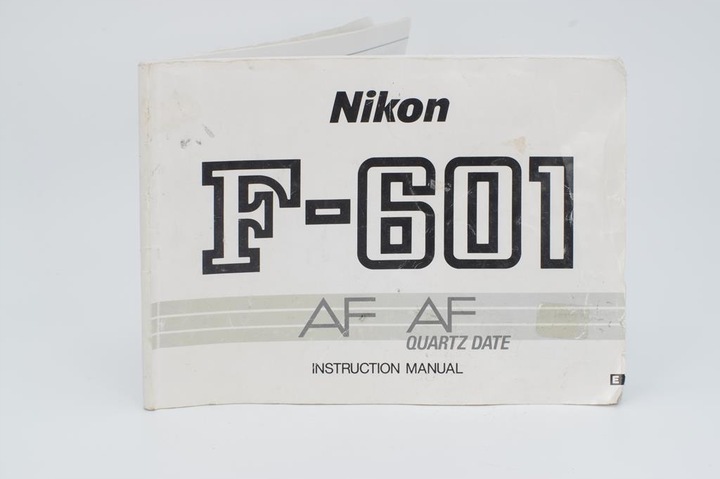 Nikon
F-601
AF AF
QUARTZ DATE
INSTRUCTION MANUAL
E